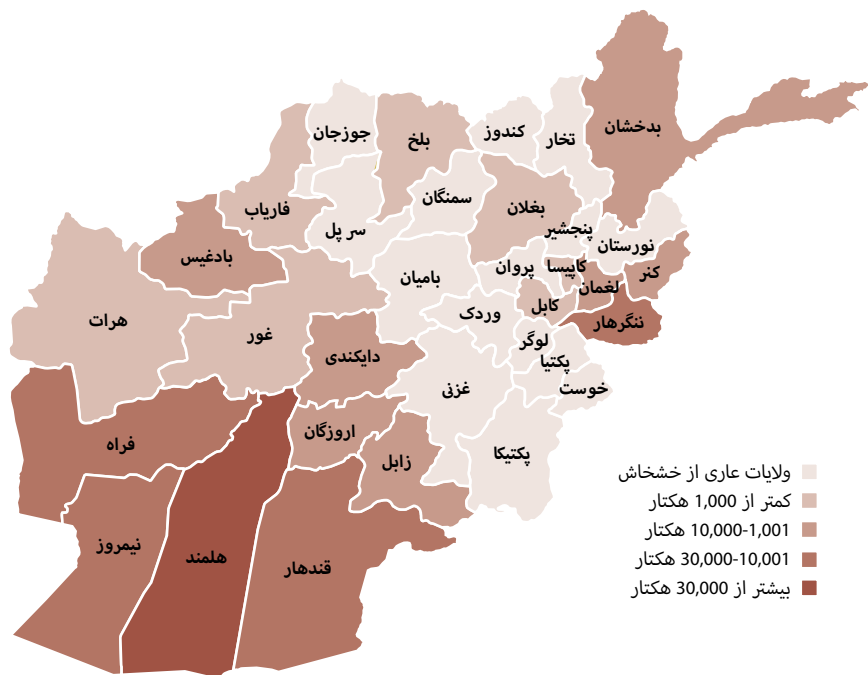 جوزجان
بلخ
کندوز
تخار
بدخشان
سمنگان
فاریاب
بغلان
سر پل
پنجشیر
نورستان
بادغیس
بامیان
پروان
کاپیسا
کنر
لغمان
کابل
وردک
ننگرهار
هرات
غور
لوگر
دایکندی
پکتیا
خوست
غزنی
اروزگان
فراه
زابل
پکتیکا
نیمروز
هلمند
قندهار
ولایات عاری از خشخاش
کمتر از 1,000 هکتار
10,000-1,001 هکتار
30,000-10,001 هکتار
بیشتر از 30,000 هکتار